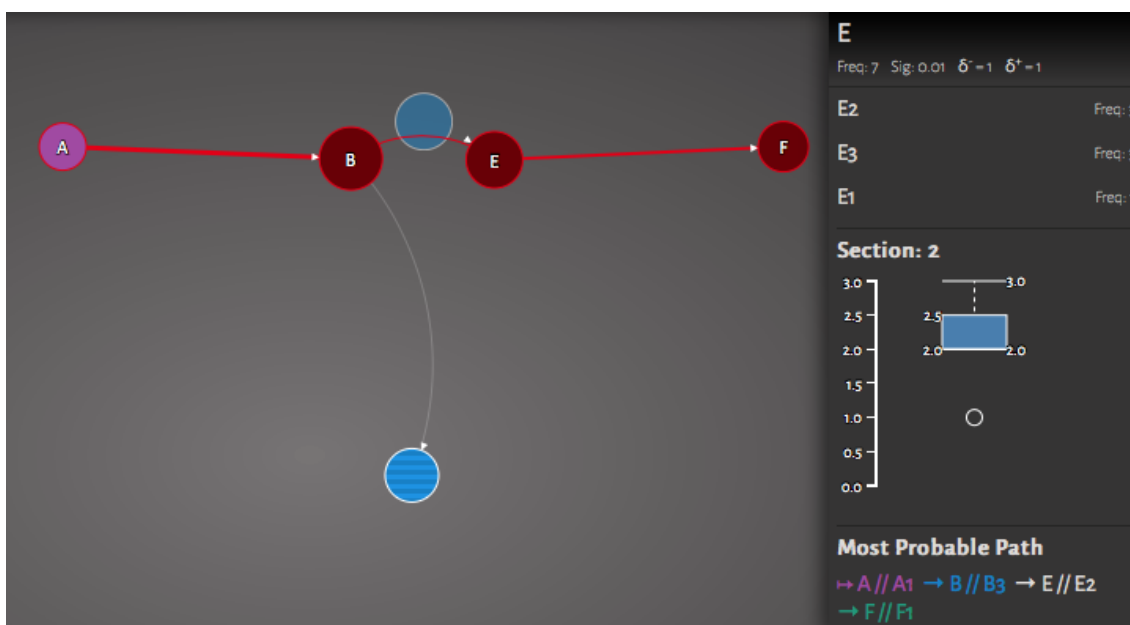 A
B
E
F
E
Freq: 7 Sig: 0.01 δ⁻=1 δ⁺=1
E2 Freq:
E3 Freq:
E1 Freq:
Section: 2
3.0
3.0
2.5
2.5
2.0
2.0
2.0
1.5
1.0
0.5
0.0
Most Probable Path
↦ A // A1 → B // B3 → E // E2
→ F // F1